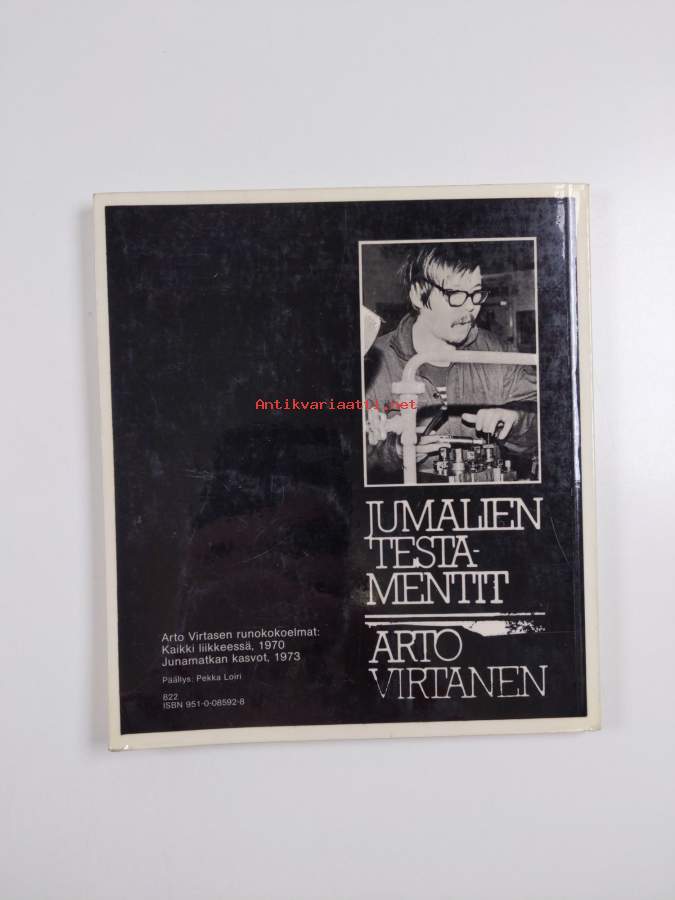 Antikvariaatti.net
JUMALIEN
TESTA-
MENTIT
ARTO
VIRTANEN
Arto Virtasen runokokoelmat:
Kaikki liikkeessä, 1970
Junamatkan kasvot, 1973
Päällys: Pekka Loiri
822
ISBN 951-0-08592-8